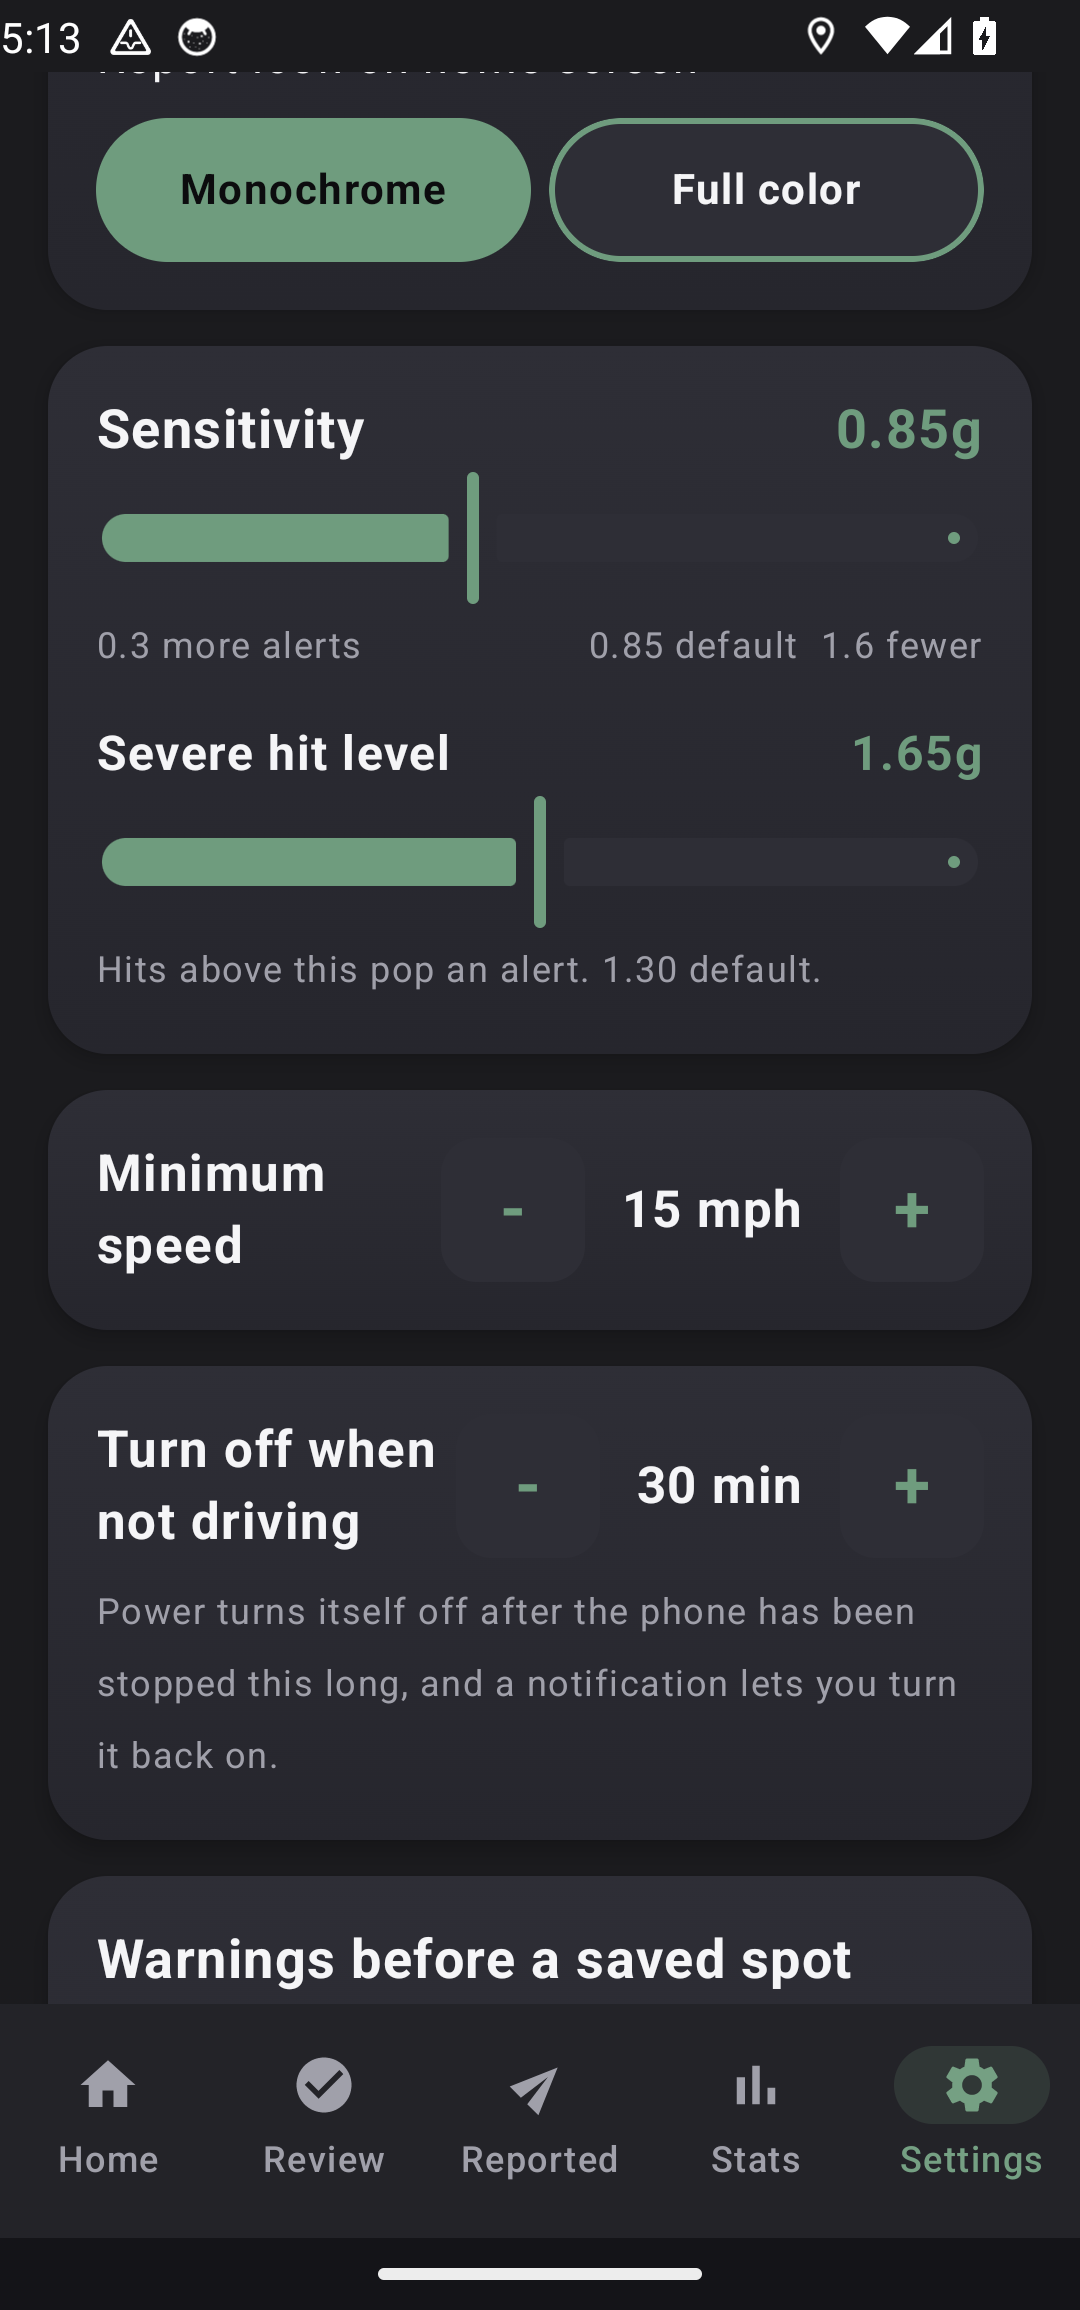 5:13
Monochrome
Full color
Sensitivity
0.85g
0.3 more alerts
0.85 default 1.6 fewer
Severe hit level
1.65g
Hits above this pop an alert. 1.30 default.
Minimum
speed
- 15 mph +
Turn off when
not driving
- 30 min +
Power turns itself off after the phone has been
stopped this long, and a notification lets you turn
it back on.
Warnings before a saved spot
Home
Review
Reported
Stats
Settings